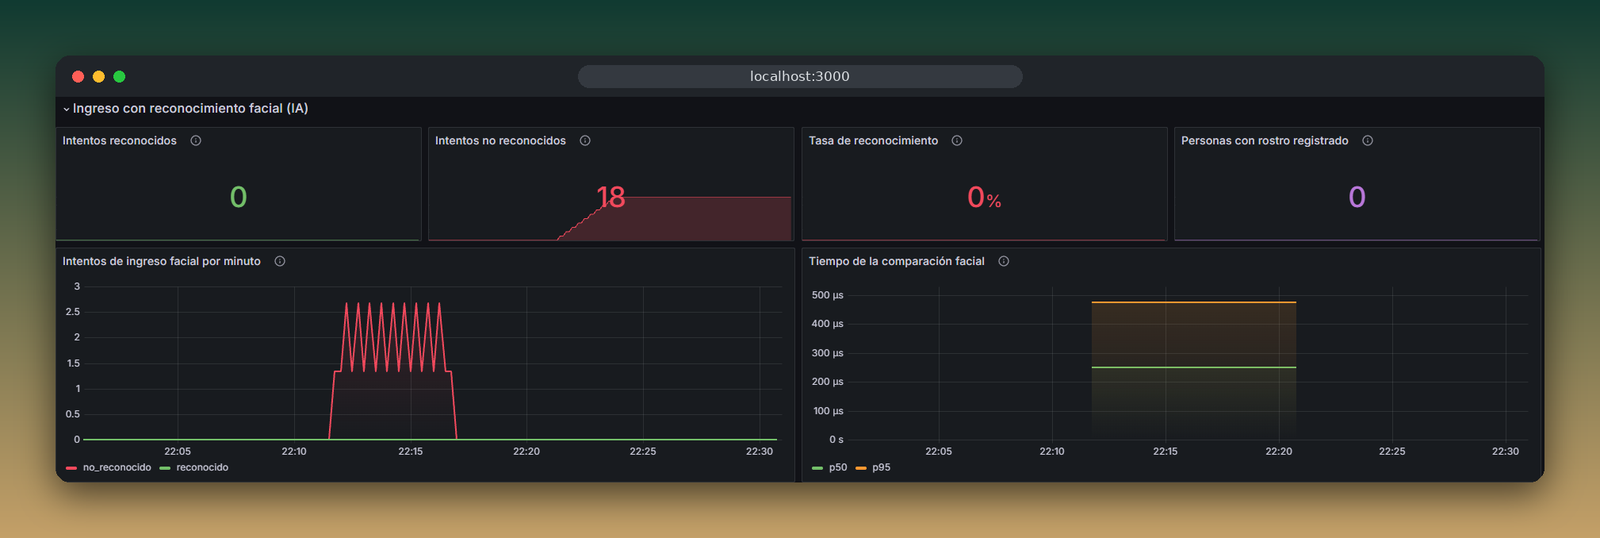 localhost:3000
Ingreso con reconocimiento facial (IA)
Intentos reconocidos
0
Intentos no reconocidos
18
Tasa de reconocimiento
0%
Personas con rostro registrado
0
Intentos de ingreso facial por minuto
3
2.5
2
1.5
1
0.5
0
22:05 22:10 22:15 22:20 22:25 22:30
no_reconocido reconocido
Tiempo de la comparación facial
500 µs
400 µs
300 µs
200 µs
100 µs
0 s
22:05 22:10 22:15 22:20 22:25 22:30
p50 p95